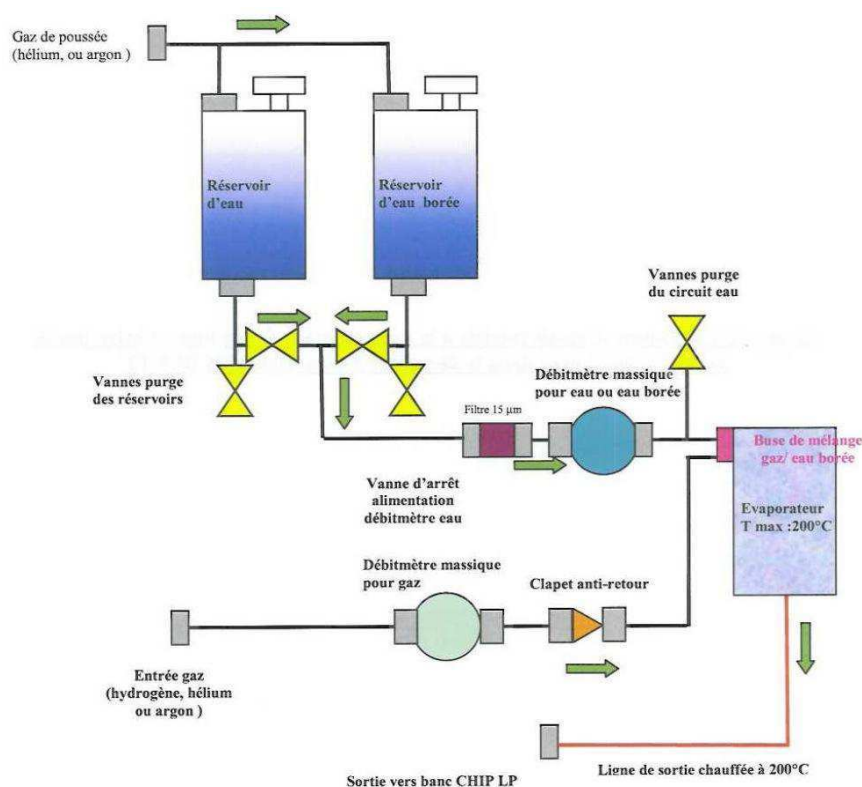 Gaz de poussée
(hélium, ou argon )
Réservoir
d'eau
Réservoir
d'eau borée
Vannes purge
du circuit eau
Vannes purge
des réservoirs
Débitmètre massique
pour eau ou eau borée
Filtre 15 µm
Buse de mélange
gaz/ eau borée
Vanne d'arrêt
alimentation
débitmètre eau
Evaporateur
T max :200°C
Débitmètre massique
pour gaz
Clapet anti-retour
Entrée gaz
(hydrogène, hélium
ou argon )
Ligne de sortie chauffée à 200°C
Sortie vers banc CHIP LP